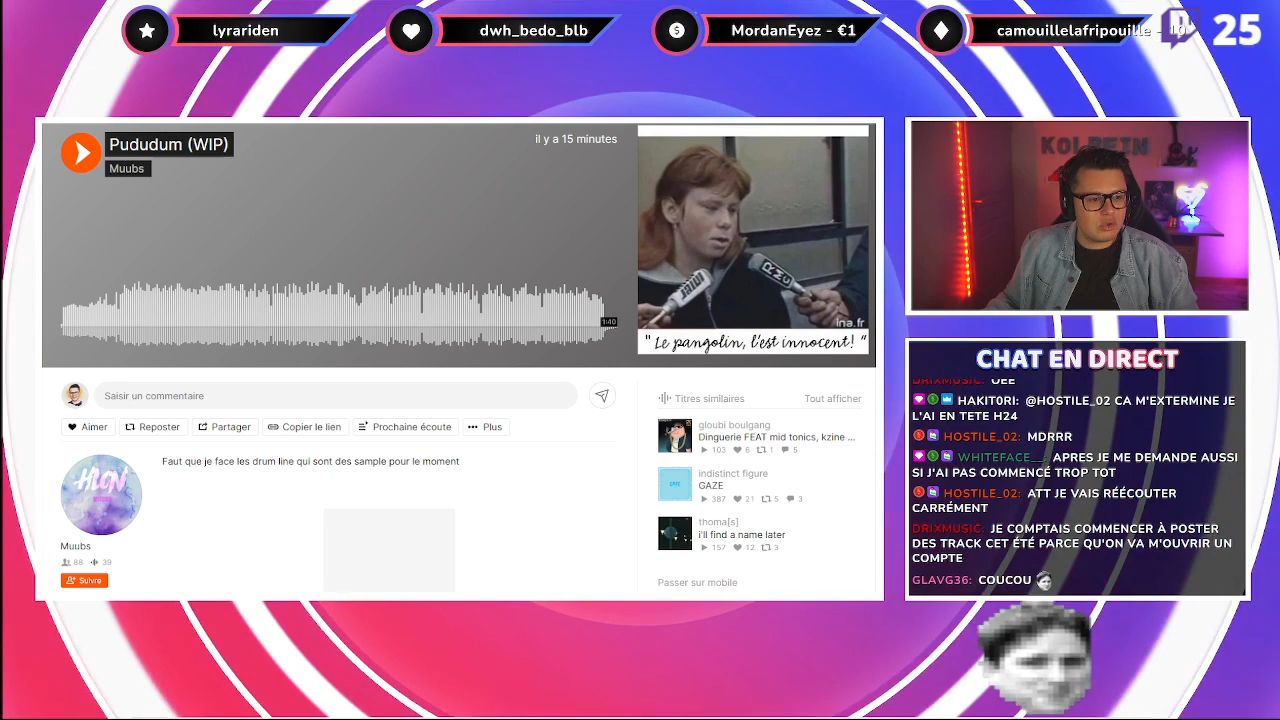 lyrariden
dwh_bedo_blb
MordanEyez - €1
camouillelafripouille - 10
25
Pududum (WIP)
Muubs
il y a 15 minutes
1:40
ina.fr
" Le pangolin, l'est innocent! "
Saisir un commentaire
Aimer
Reposter
Partager
Copier le lien
Prochaine écoute
Plus
Faut que je face les drum line qui sont des sample pour le moment
HLCN
Muubs
88
39
Suivre
Titres similaires
Tout afficher
gloubi boulgang
Dinguerie FEAT mid tonics, kzine ...
103 6 1 5
indistinct figure
GAZE
387 21 5 3
thoma[s]
i'll find a name later
157 12 3
Passer sur mobile
KOLPEIN
CHAT EN DIRECT
DRIXMUSIC: OEE
HAKIT0RI: @HOSTILE_02 CA M'EXTERMINE JE
L'AI EN TETE H24
HOSTILE_02: MDRRR
WHITEFACE__: APRES JE ME DEMANDE AUSSI
SI J'AI PAS COMMENCÉ TROP TOT
HOSTILE_02: ATT JE VAIS RÉÉCOUTER
CARRÉMENT
DRIXMUSIC: JE COMPTAIS COMMENCER À POSTER
DES TRACK CET ÉTÉ PARCE QU'ON VA M'OUVRIR UN
COMPTE
GLAVG36: COUCOU